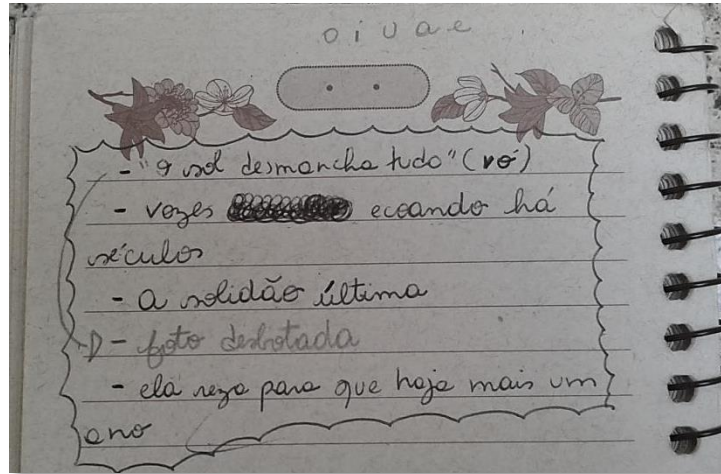 o i u a e
- "o sol desmancha tudo" (vó)
- vozes ecoando há
séculos
- a solidão última
- foto desbotada
- ela reza para que haja mais um
ano